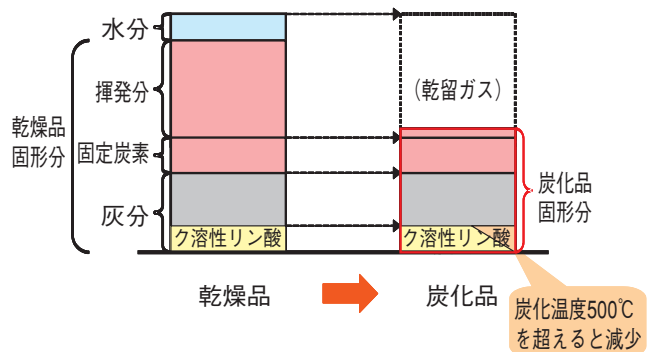 水分
揮発分
乾燥品
固形分
固定炭素
灰分
ク溶性リン酸
(乾留ガス)
ク溶性リン酸
炭化品
固形分
乾燥品
炭化品
炭化温度500℃
を超えると減少